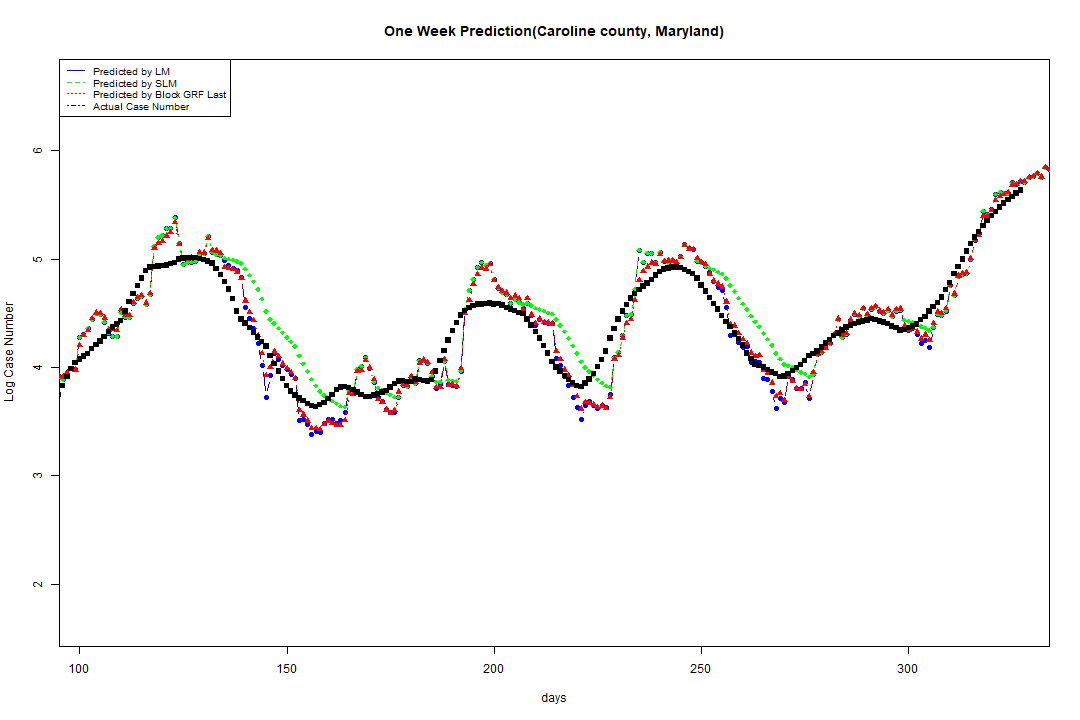 One Week Prediction(Caroline county, Maryland)
Predicted by LM
Predicted by SLM
Predicted by Block GRF Last
Actual Case Number
6
5
4
3
2
Log Case Number
100 150 200 250 300
days